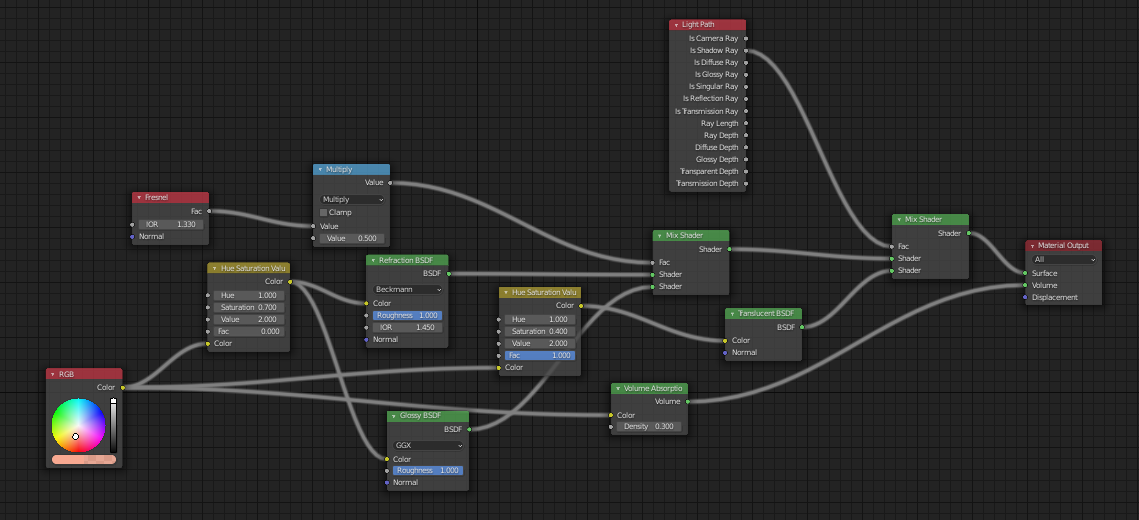 Light Path
Is Camera Ray
Is Shadow Ray
Is Diffuse Ray
Is Glossy Ray
Is Singular Ray
Is Reflection Ray
Is Transmission Ray
Ray Length
Ray Depth
Diffuse Depth
Glossy Depth
Transparent Depth
Transmission Depth
Fresnel
Fac
IOR 1.330
Normal
Multiply
Value
Multiply
Clamp
Value
Value 0.500
Hue Saturation Valu
Color
Hue 1.000
Saturation 0.700
Value 2.000
Fac 0.000
Color
Refraction BSDF
BSDF
Beckmann
Color
Roughness 1.000
IOR 1.450
Normal
RGB
Color
Glossy BSDF
BSDF
GGX
Color
Roughness 1.000
Normal
Hue Saturation Valu
Color
Hue 1.000
Saturation 0.400
Value 2.000
Fac 1.000
Color
Mix Shader
Shader
Fac
Shader
Shader
Volume Absorptio
Volume
Color
Density 0.300
Translucent BSDF
BSDF
Color
Normal
Mix Shader
Shader
Fac
Shader
Shader
Material Output
All
Surface
Volume
Displacement